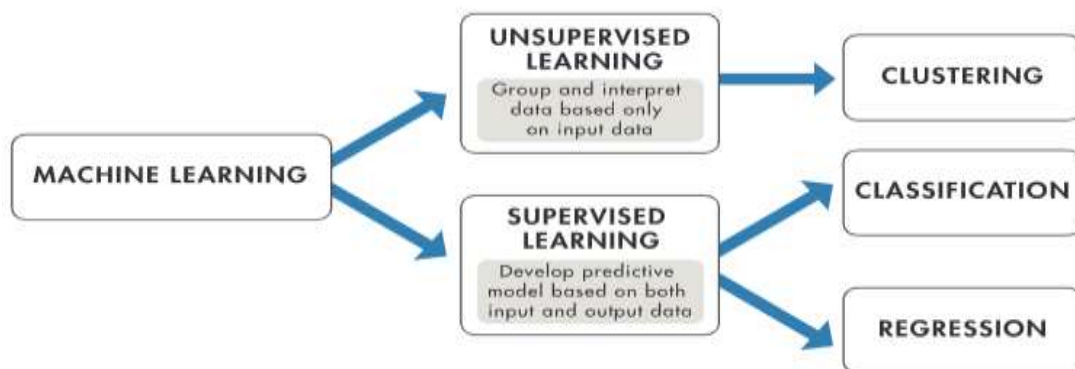 MACHINE LEARNING
UNSUPERVISED
LEARNING
Group and interpret
data based only
on input data
SUPERVISED
LEARNING
Develop predictive
model based on both
input and output data
CLUSTERING
CLASSIFICATION
REGRESSION